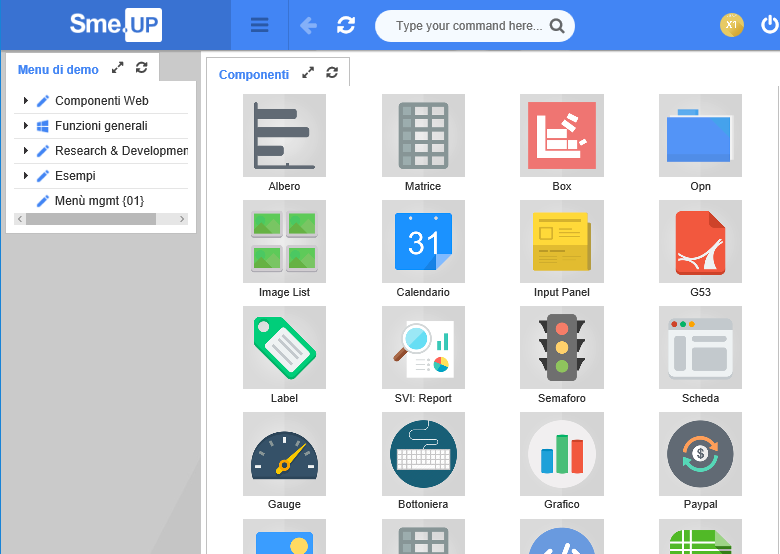 Sme.UP
Type your command here...
X1
Menu di demo
Componenti Web
Funzioni generali
Research & Developmen
Esempi
Menù mgmt {01}
Componenti
Albero
Matrice
Box
Opn
31
Image List
Calendario
Input Panel
G53
Label
SVI: Report
Semaforo
Scheda
$
Gauge
Bottoniera
Grafico
Paypal